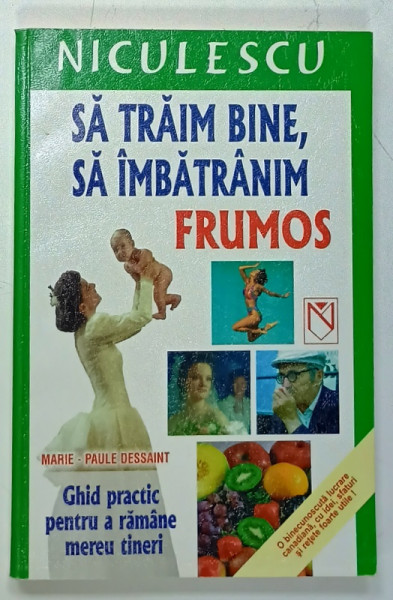 NICULESCU
SĂ TRĂIM BINE,
SĂ ÎMBĂTRÂNIM
FRUMOS
N
MARIE - PAULE DESSAINT
Ghid practic
pentru a rămâne
mereu tineri
O binecunoscută lucrare
canadiană, cu idei, sfaturi
și rețete foarte utile !